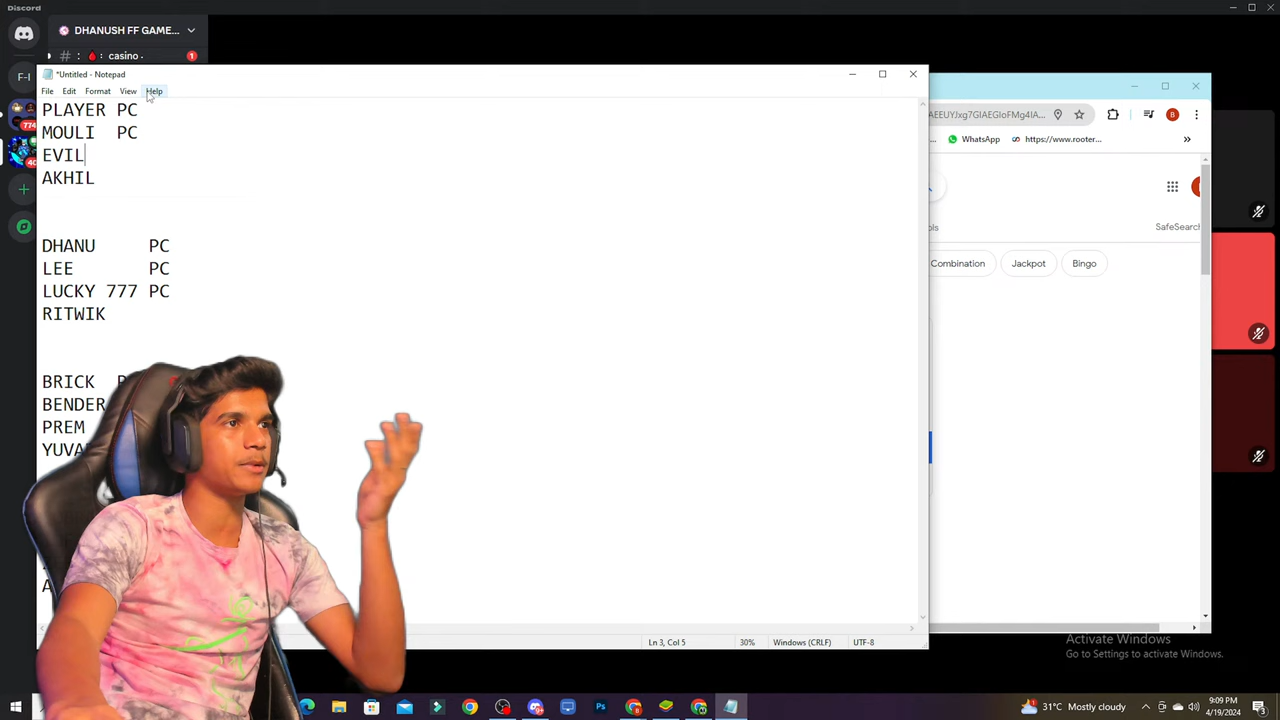 Discord
DHANUSH FF GAME...
# : casino . 1
*Untitled - Notepad
File Edit Format View Help
PLAYER PC
MOULI PC
EVIL
AKHIL
DHANU PC
LEE PC
LUCKY 777 PC
RITWIK
BRICK
BENDER
PREM
Ln 3, Col 5 30% Windows (CRLF) UTF-8
WhatsApp https://www.rooter...
SafeSearch
Combination Jackpot Bingo
Activate Windows
Go to Settings to activate Windows.
31°C Mostly cloudy 9:09 PM
4/19/2024